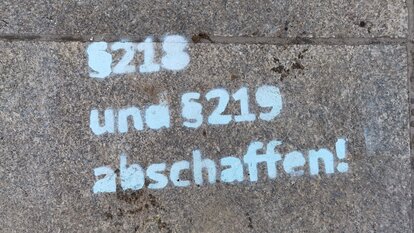 §218
und §219
abschaffen!